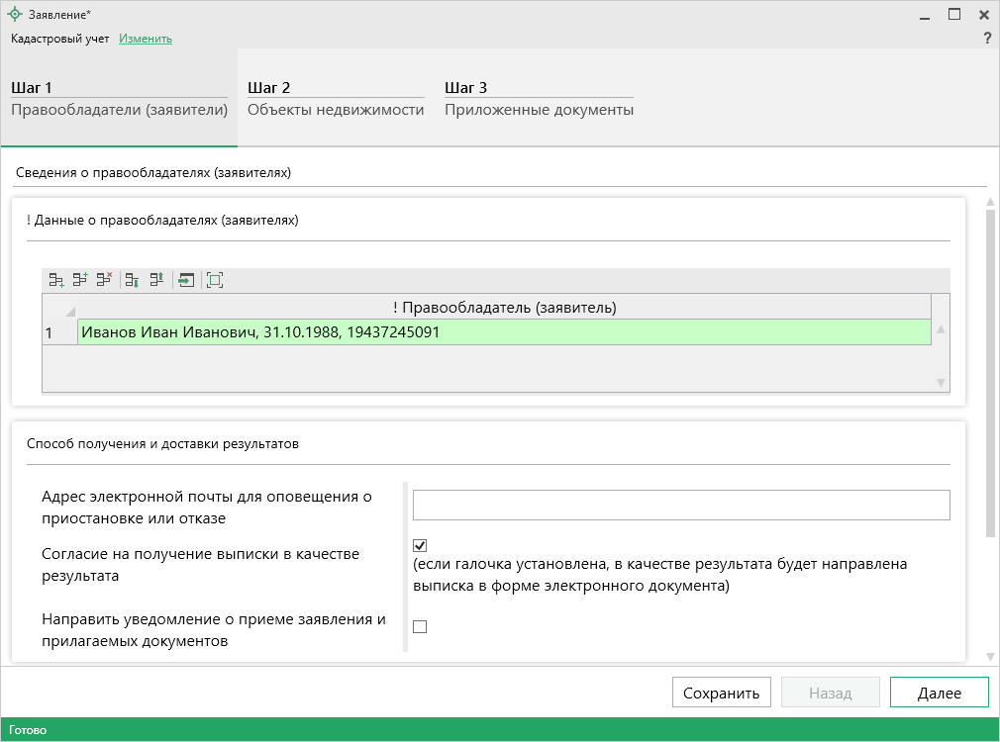 Заявление*
Кадастровый учет Изменить
?
Шаг 1
Правообладатели (заявители)
Шаг 2
Объекты недвижимости
Шаг 3
Приложенные документы
Сведения о правообладателях (заявителях)
! Данные о правообладателях (заявителях)
! Правообладатель (заявитель)
1 Иванов Иван Иванович, 31.10.1988, 19437245091
Способ получения и доставки результатов
Адрес электронной почты для оповещения о
приостановке или отказе
Согласие на получение выписки в качестве
результата
(если галочка установлена, в качестве результата будет направлена
выписка в форме электронного документа)
Направить уведомление о приеме заявления и
прилагаемых документов
Сохранить Назад Далее
Готово